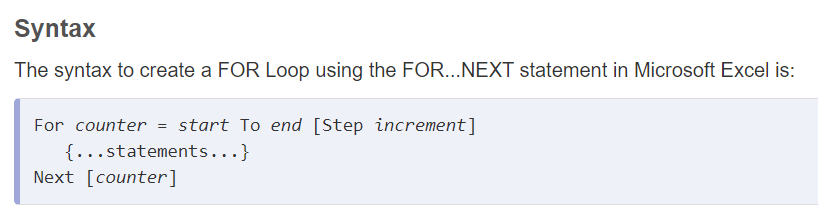 Syntax
The syntax to create a FOR Loop using the FOR...NEXT statement in Microsoft Excel is:
For counter = start To end [Step increment]
   {...statements...}
Next [counter]